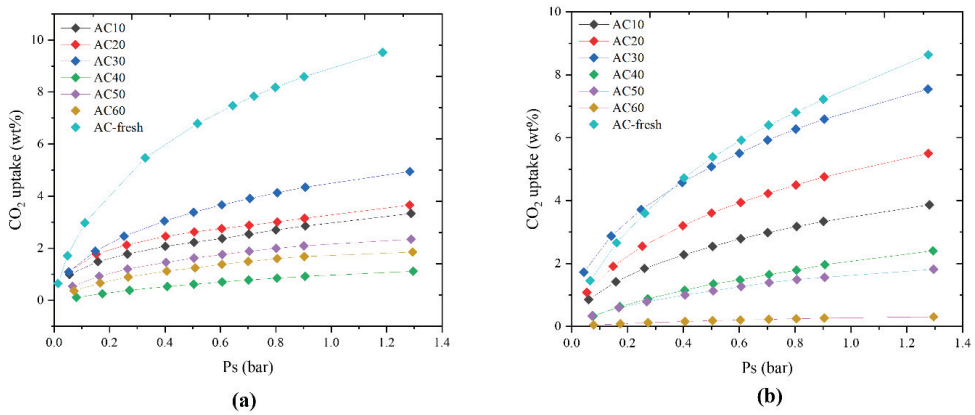 AC10
AC20
AC30
AC40
AC50
AC60
AC-fresh
CO2 uptake (wt%)
10
8
6
4
2
0
0.0 0.2 0.4 0.6 0.8 1.0 1.2 1.4
Ps (bar)
(a)
AC10
AC20
AC30
AC40
AC50
AC60
AC-fresh
CO2 uptake (wt%)
10
8
6
4
2
0
0.0 0.2 0.4 0.6 0.8 1.0 1.2 1.4
Ps (bar)
(b)